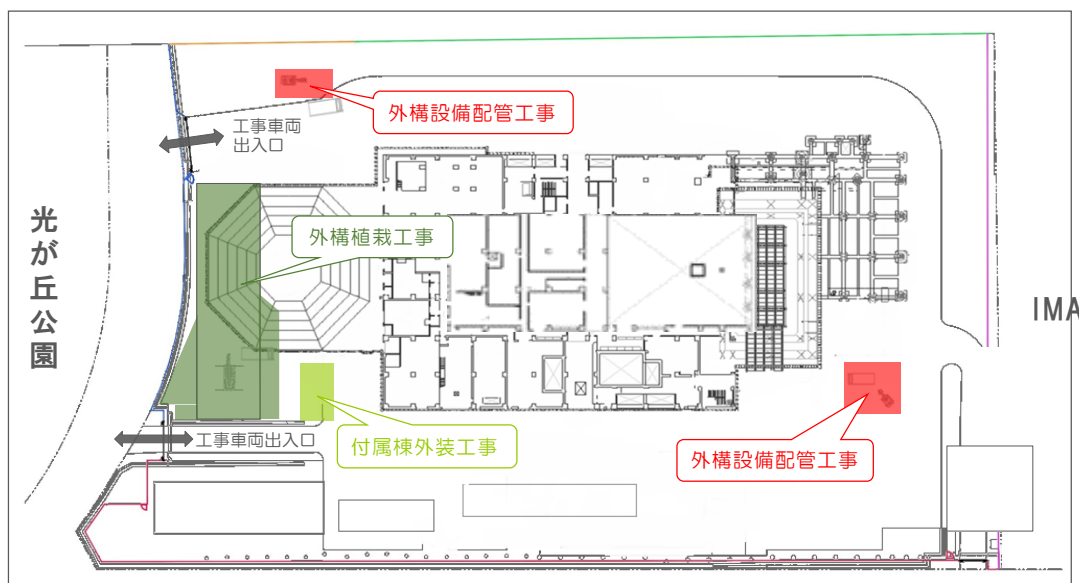 外構設備配管工事
工事車両
出入口
光が丘公園
外構植栽工事
IMA
工事車両出入口
付属棟外装工事
外構設備配管工事